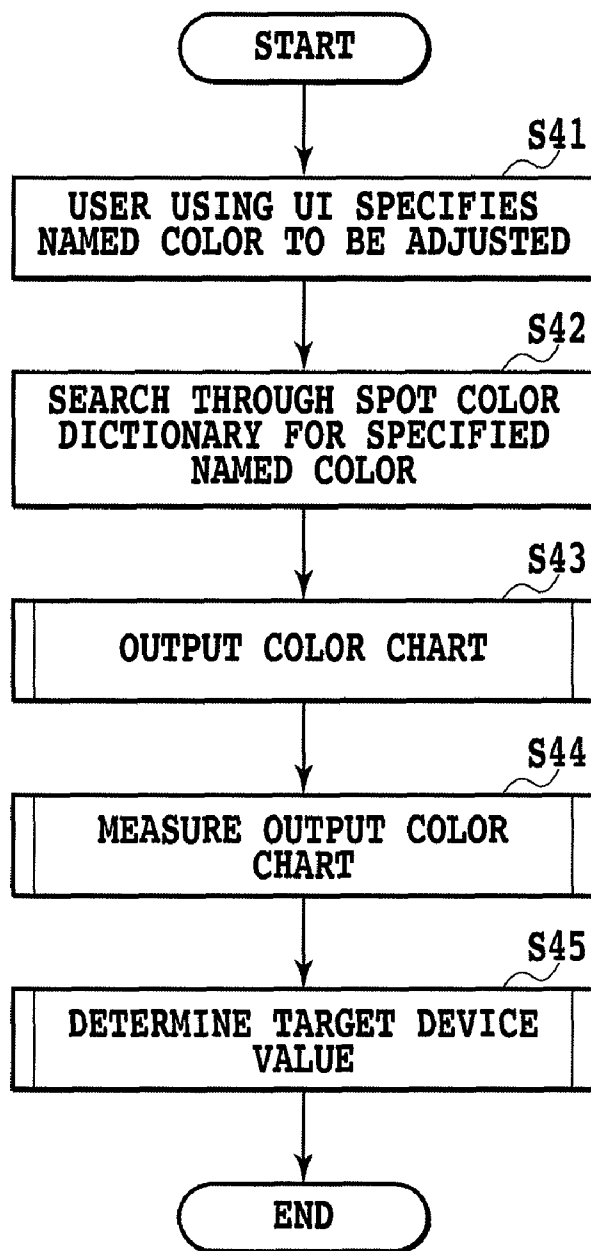 START
S41
USER USING UI SPECIFIES
NAMED COLOR TO BE ADJUSTED
S42
SEARCH THROUGH SPOT COLOR
DICTIONARY FOR SPECIFIED
NAMED COLOR
S43
OUTPUT COLOR CHART
S44
MEASURE OUTPUT COLOR
CHART
S45
DETERMINE TARGET DEVICE
VALUE
END